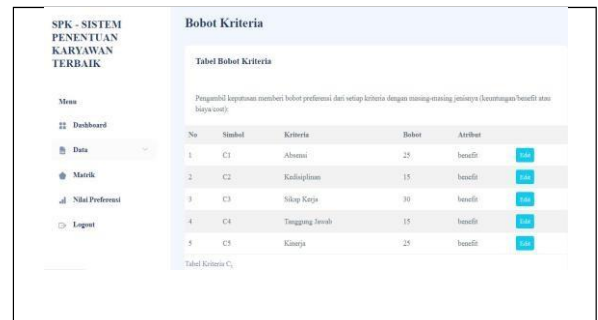 SPK - SISTEM
PENENTUAN
KARYAWAN
TERBAIK
Menu
Dashboard
Data
Matrik
Nilai Preferensi
Logout
Bobot Kriteria
Tabel Bobot Kriteria
Pengambil keputusan memberi bobot preferensi dari setiap kriteria dengan masing-masing jenisnya (keuntungan/benefit atau
biaya/cost):
No Simbol Kriteria Bobot Atribut
1 C1 Absensi 25 benefit Edit
2 C2 Kedisiplinan 15 benefit Edit
3 C3 Sikap Kerja 30 benefit Edit
4 C4 Tanggung Jawab 15 benefit Edit
5 C5 Kinerja 25 benefit Edit
Tabel Kriteria C